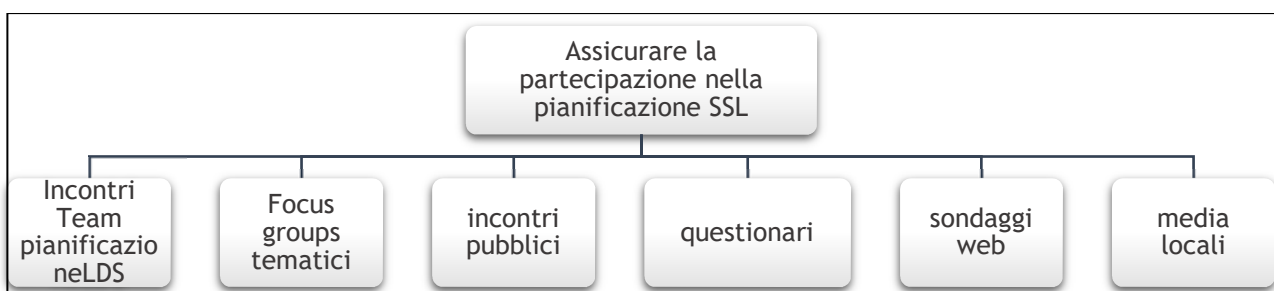 Assicurare la
partecipazione nella
pianificazione SSL
Incontri
Team
pianificazio
neLDS
Focus
groups
tematici
incontri
pubblici
questionari
sondaggi
web
media
locali